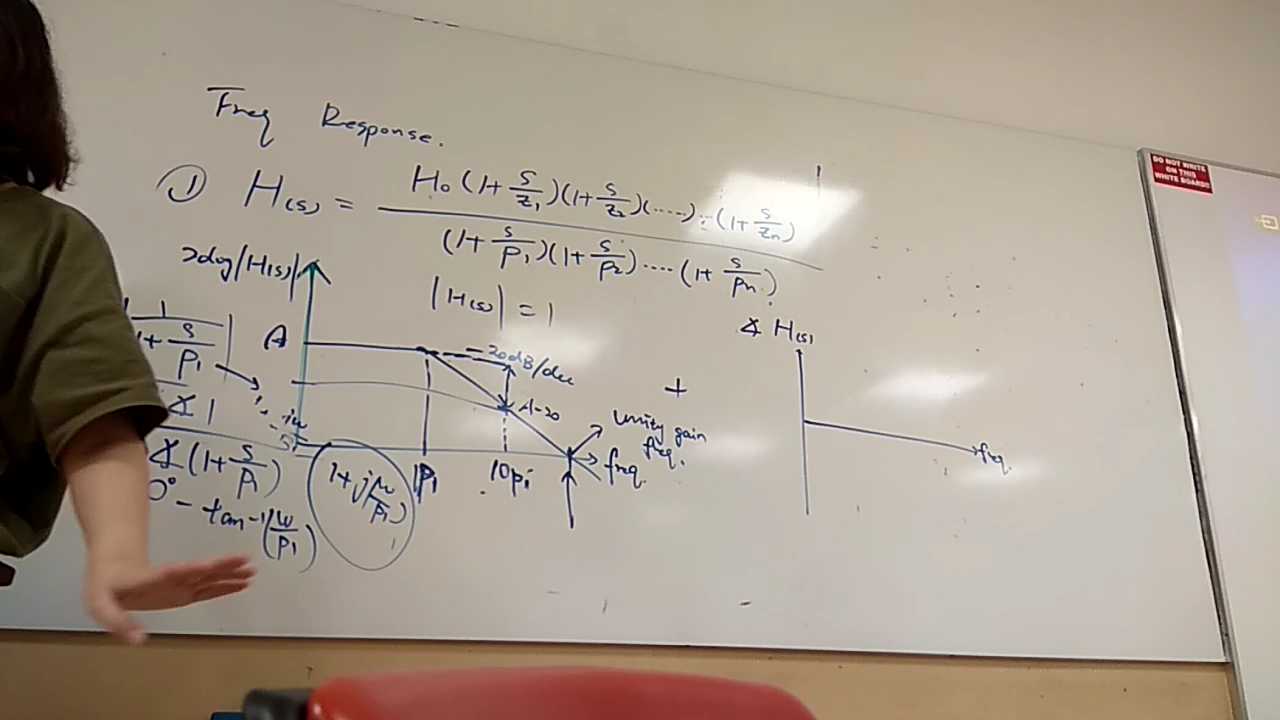 Freq Response.
① H(s) = H₀(1+s/z₁)(1+s/z₂)(.....)...(1+s/zₙ) / (1+s/p₁)(1+s/p₂)....(1+s/pₙ)
20log|H(s)|
|H(s)| = 1
A
-20dB/dec
A-20
Unity gain
freq.
freq.
P₁
10P₁
1+j(w/p₁)
1
1+s/p₁
∡ 1
∡(1+s/p₁)
0° - tan⁻¹(w/p₁)
+
∡ H(s)
freq.
DO NOT WRITE
ON THIS
WHITE BOARDS